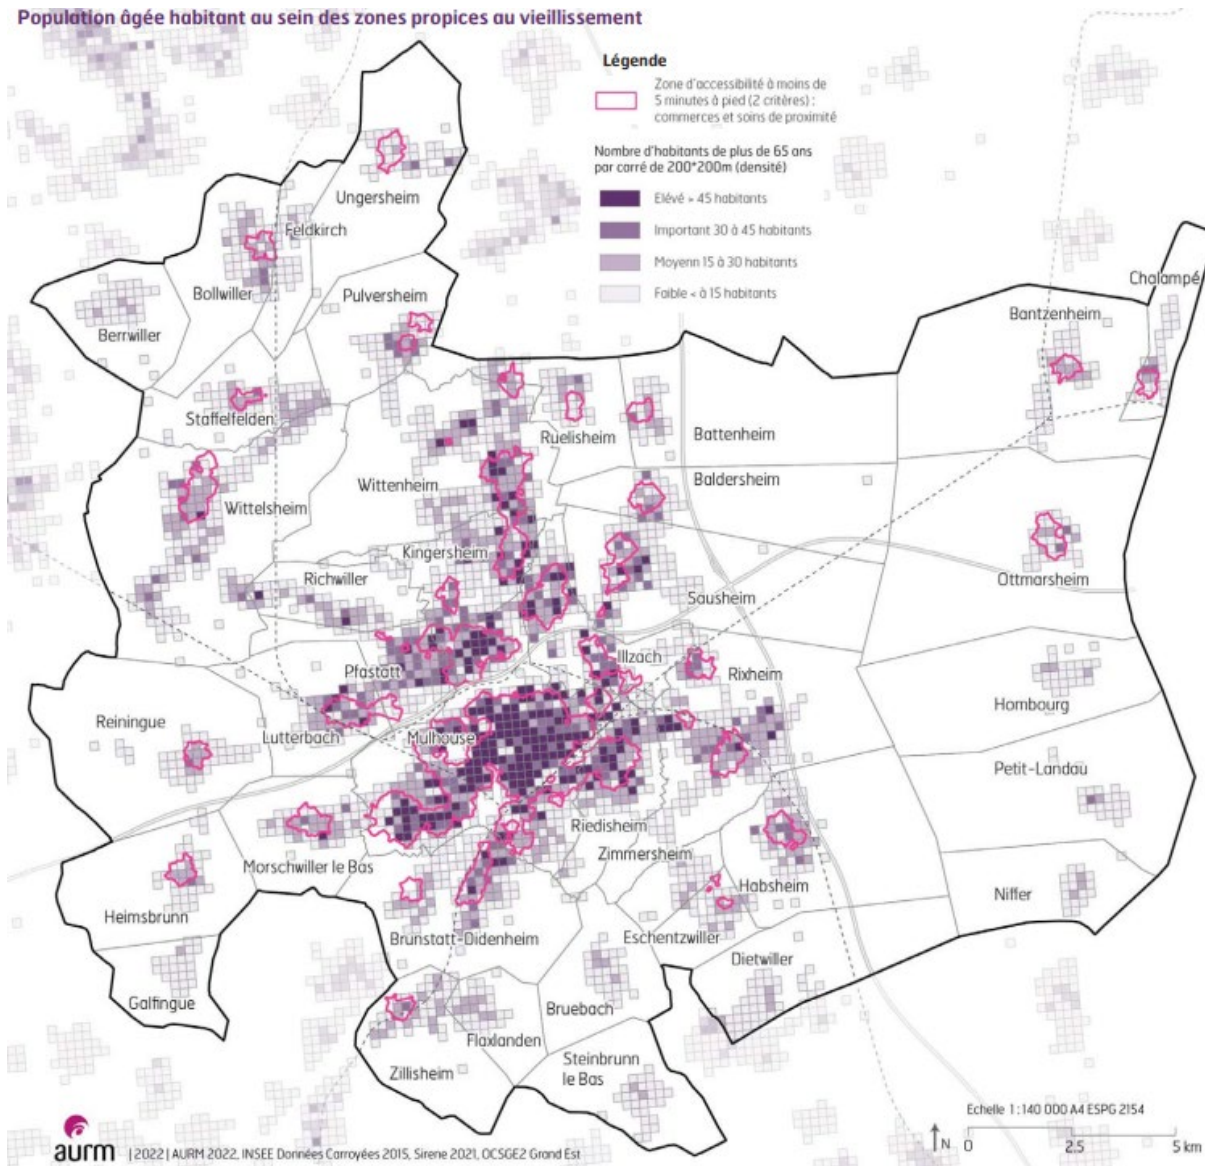 Population âgée habitant au sein des zones propices au vieillissement
Légende
Zone d'accessibilité à moins de
5 minutes à pied (2 critères) :
commerces et soins de proximité
Nombre d'habitants de plus de 65 ans
par carré de 200*200m (densité)
Elévé > 45 habitants
Important 30 à 45 habitants
Moyenn 15 à 30 habitants
Faible < à 15 habitants
Ungersheim
Feldkirch
Bollwiller
Pulversheim
Berrwiller
Chalampé
Bantzenheim
Staffelfelden
Ruelisheim
Battenheim
Wittenheim
Baldersheim
Wittelsheim
Kingersheim
Richwiller
Ottmarsheim
Sausheim
Illzach
Pfastatt
Rixheim
Hombourg
Reiningue
Lutterbach
Mulhouse
Petit-Landau
Riedisheim
Zimmersheim
Morschwiller le Bas
Habsheim
Niffer
Heimsbrunn
Brunstatt-Didenheim
Eschentzwiller
Dietwiller
Galfingue
Bruebach
Flaxlanden
Zillisheim
Steinbrunn
le Bas
Echelle 1 : 140 000 A4 ESPG 2154
N
0 2.5 5 km
aurm | 2022 | AURM 2022, INSEE Données Carroyées 2015, Sirene 2021, OCSGE2 Grand Est